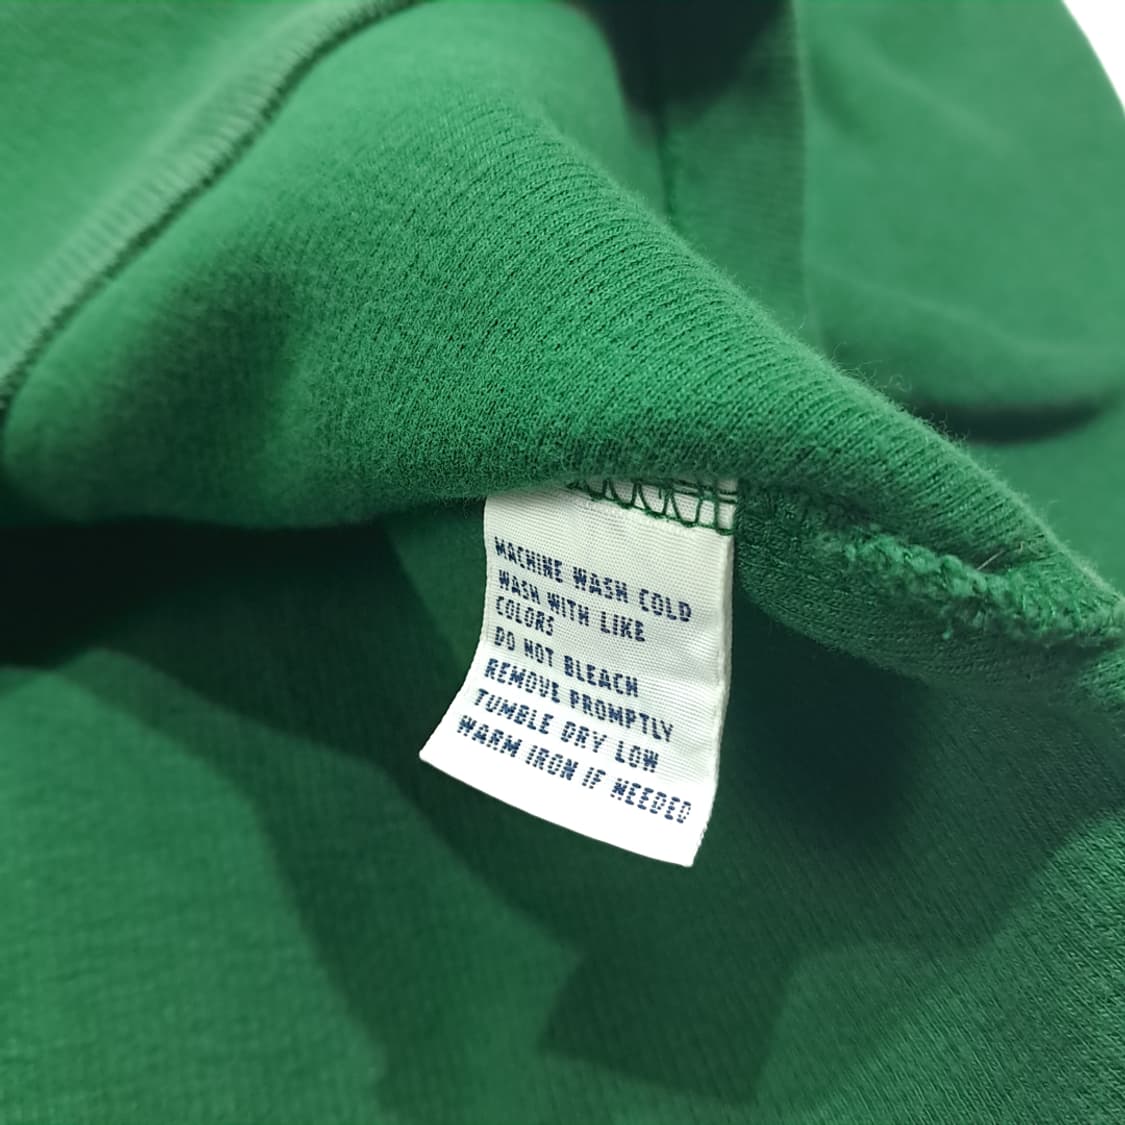 MACHINE WASH COLD
WASH WITH LIKE
COLORS
DO NOT BLEACH
REMOVE PROMPTLY
TUMBLE DRY LOW
WARM IRON IF NEEDED